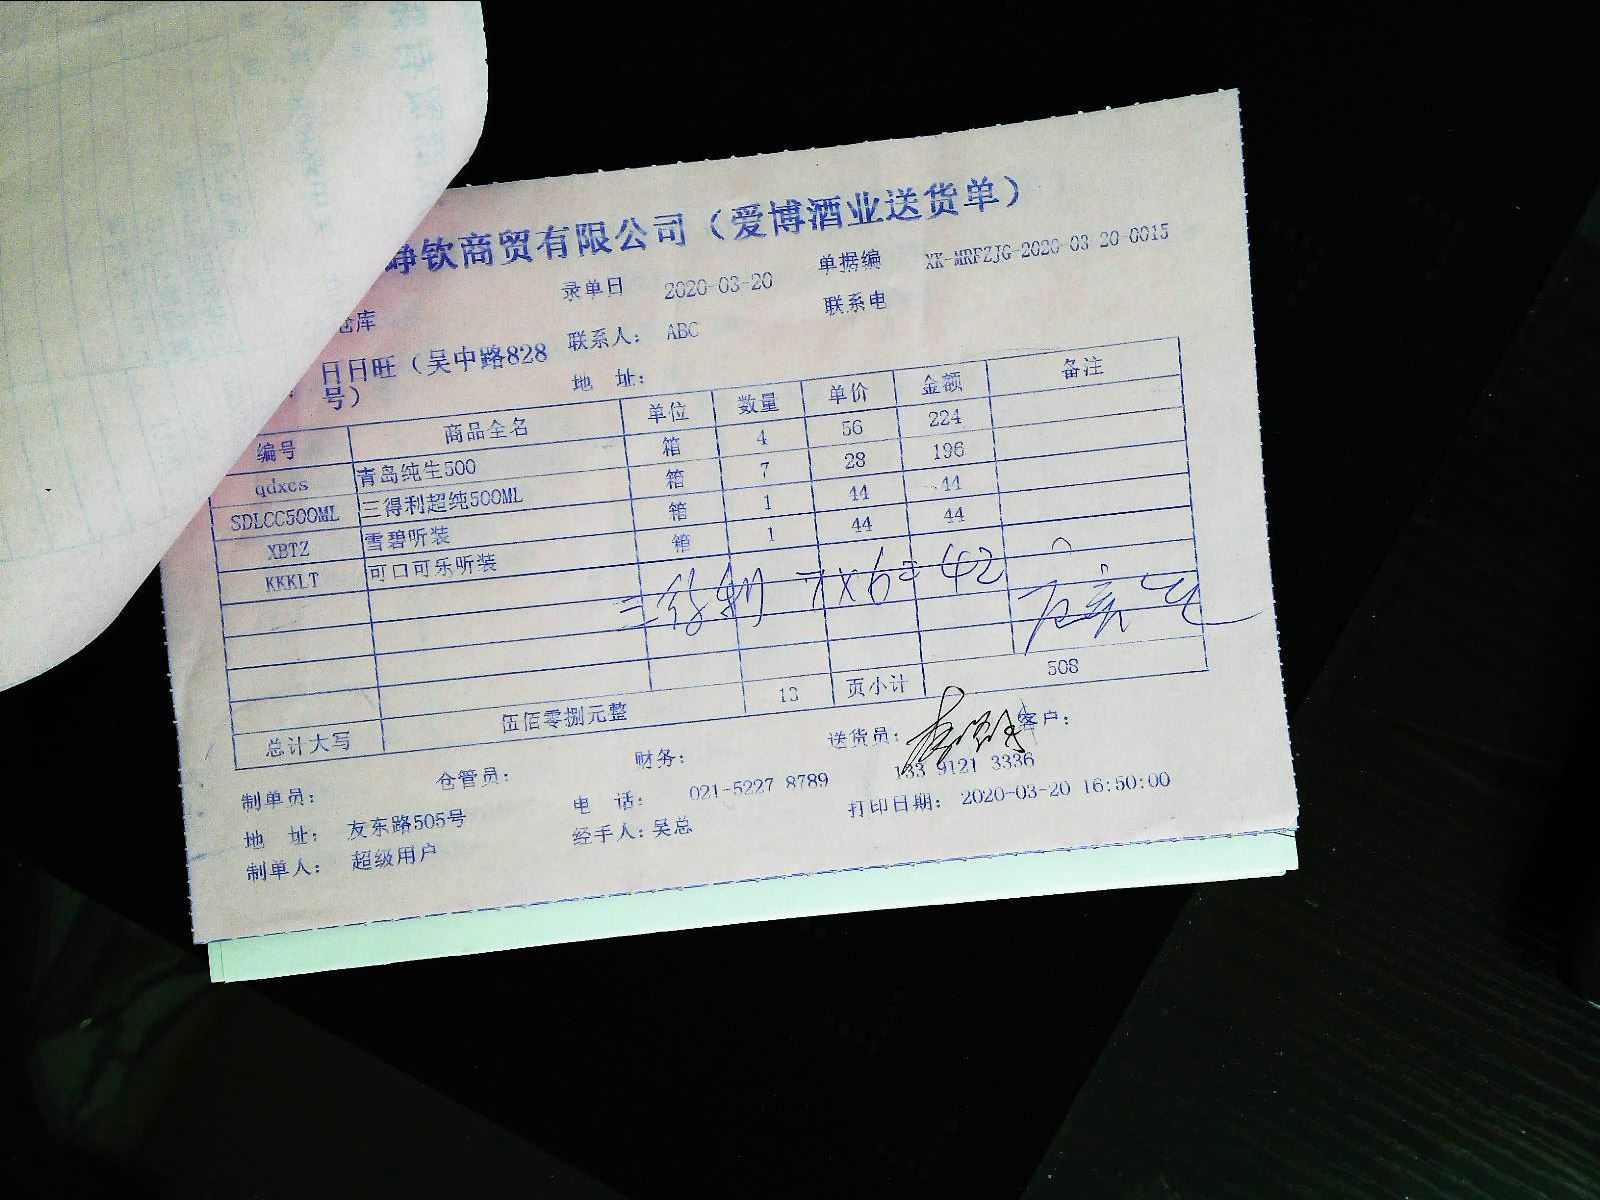 峥钦商贸有限公司（爱博酒业送货单）
录单日 2020-03-20 单据编 XK-MRFZJG-2020-03-20-0015
仓库 联系人： ABC 联系电
日日旺（吴中路828号） 地 址：
编号 商品全名 单位 数量 单价 金额 备注
qdxcs 青岛纯生500 箱 4 56 224
SDLCC500ML 三得利超纯500ML 箱 7 28 196
XBTZ 雪碧听装 箱 1 44 44
KKKLT 可口可乐听装 箱 1 44 44
三得利 7×6=42
总计大写 伍佰零捌元整 13 页小计 508
制单员： 仓管员： 财务： 送货员： 客户：
地 址： 友东路505号 电 话： 021-5227 8789 133 9121 3336
制单人： 超级用户 经手人：吴总 打印日期： 2020-03-20 16:50:00